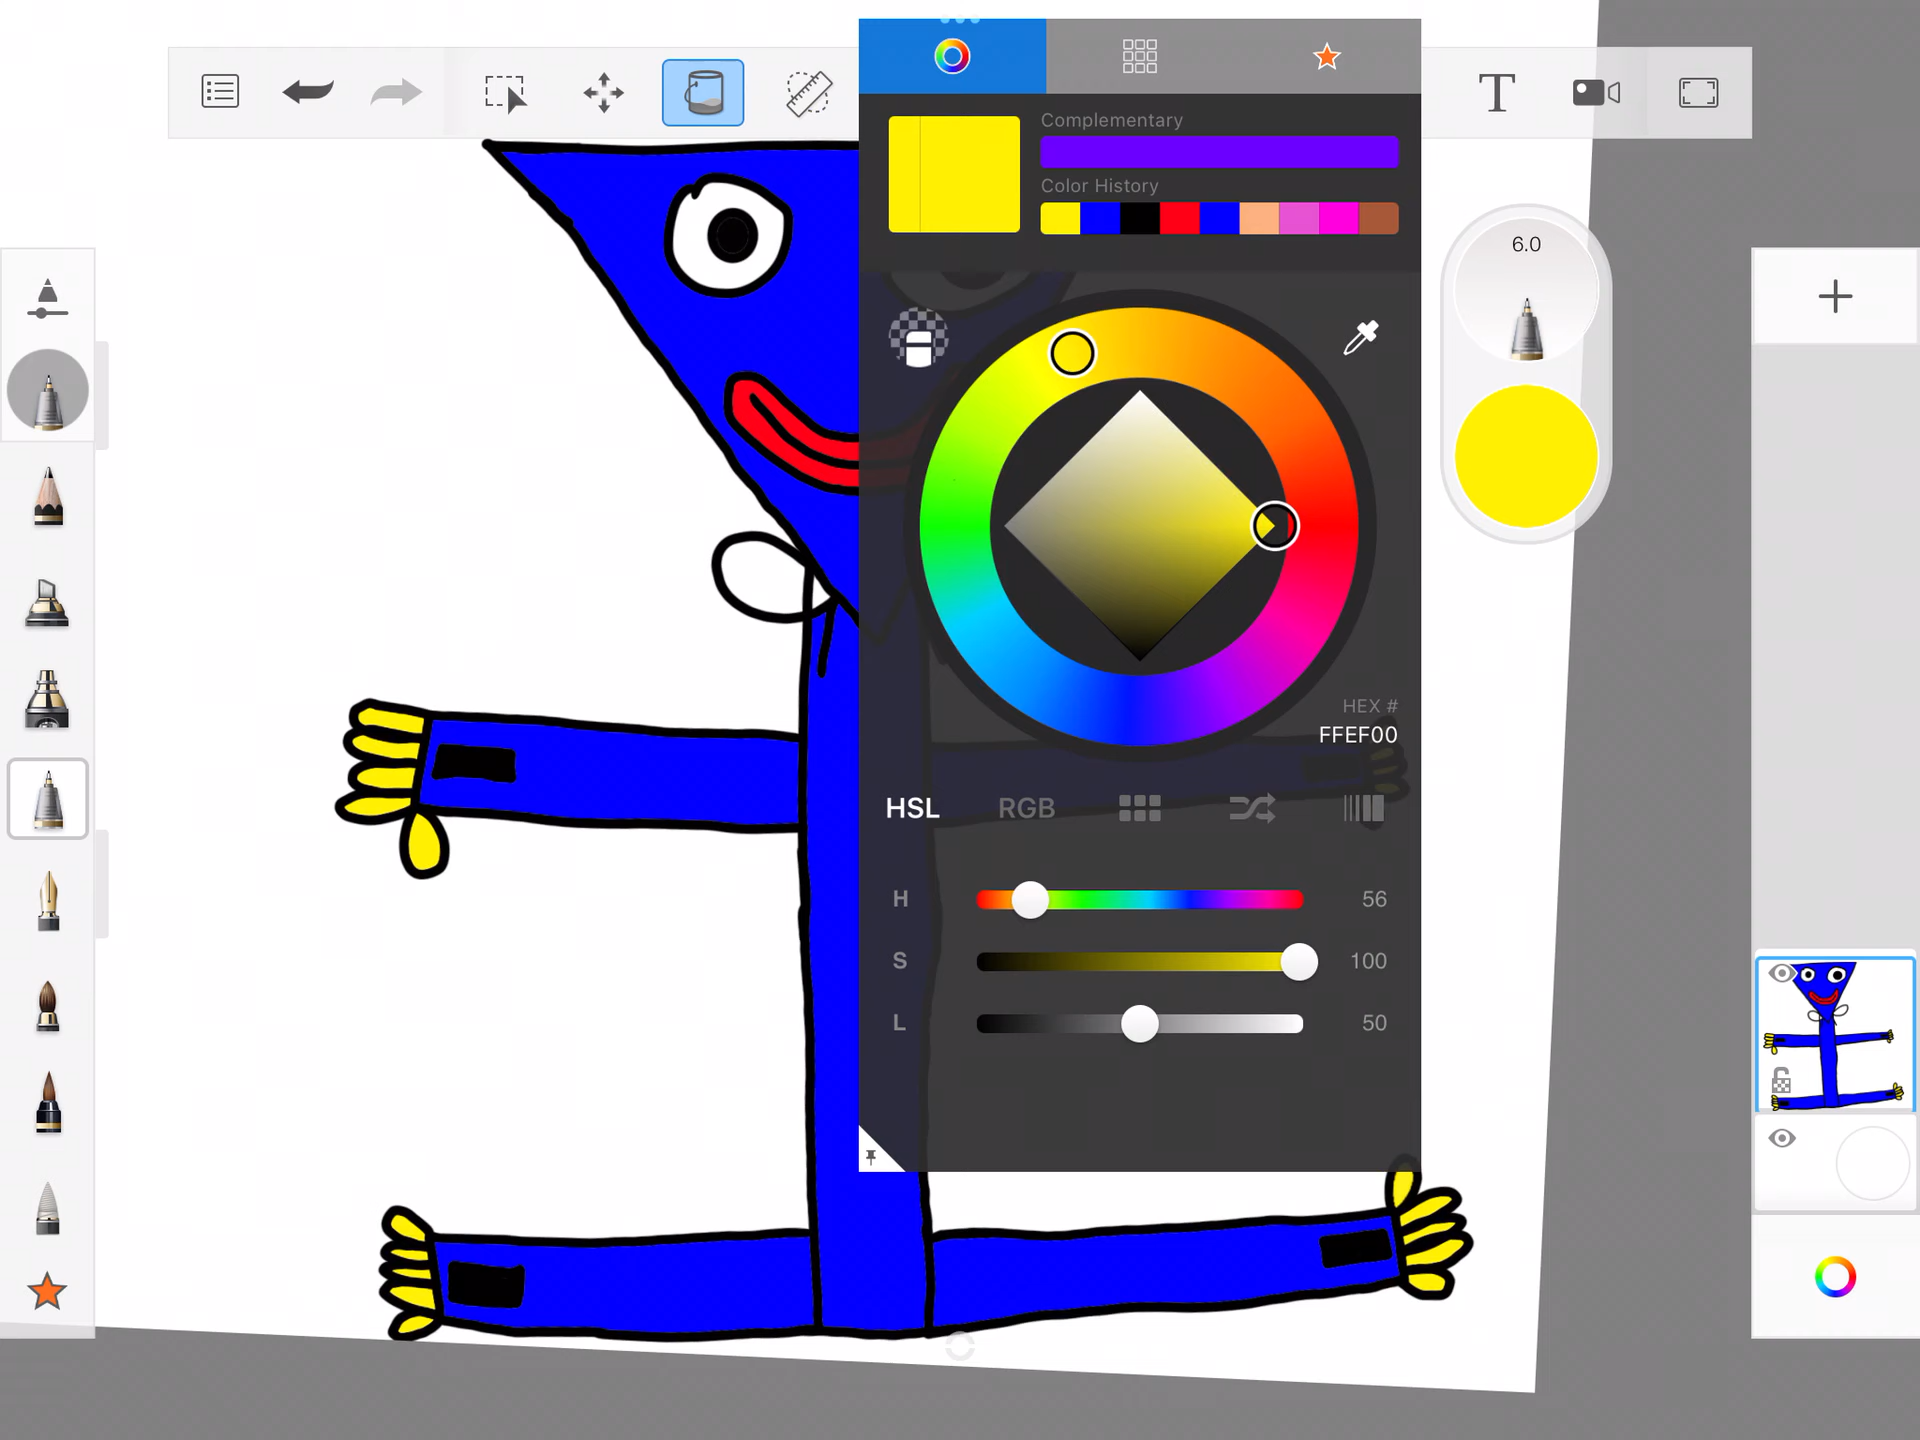 T
Complementary
Color History
6.0
HEX #
FFEF00
HSL RGB
H 56
S 100
L 50